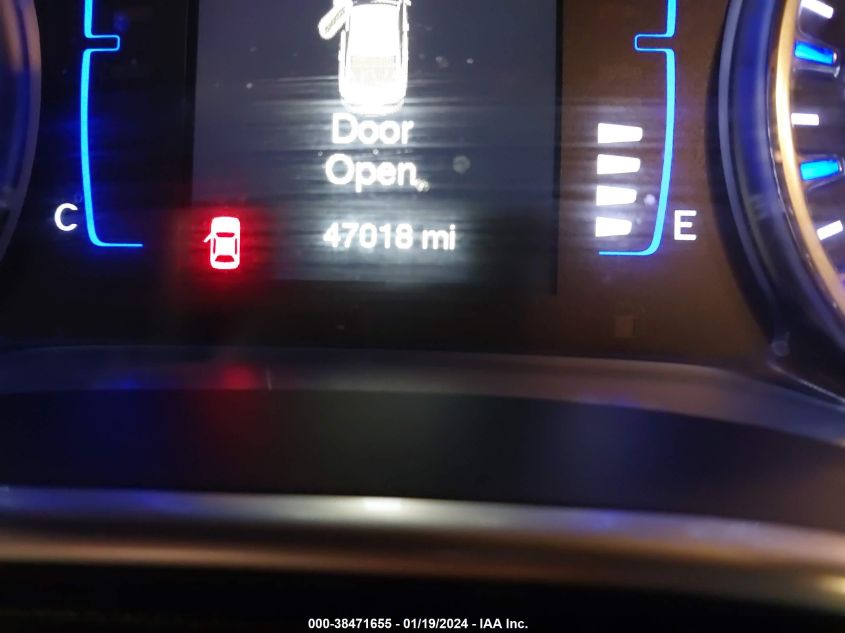 Door
Open
47018 mi
C
E
000-38471655 - 01/19/2024 - IAA Inc.